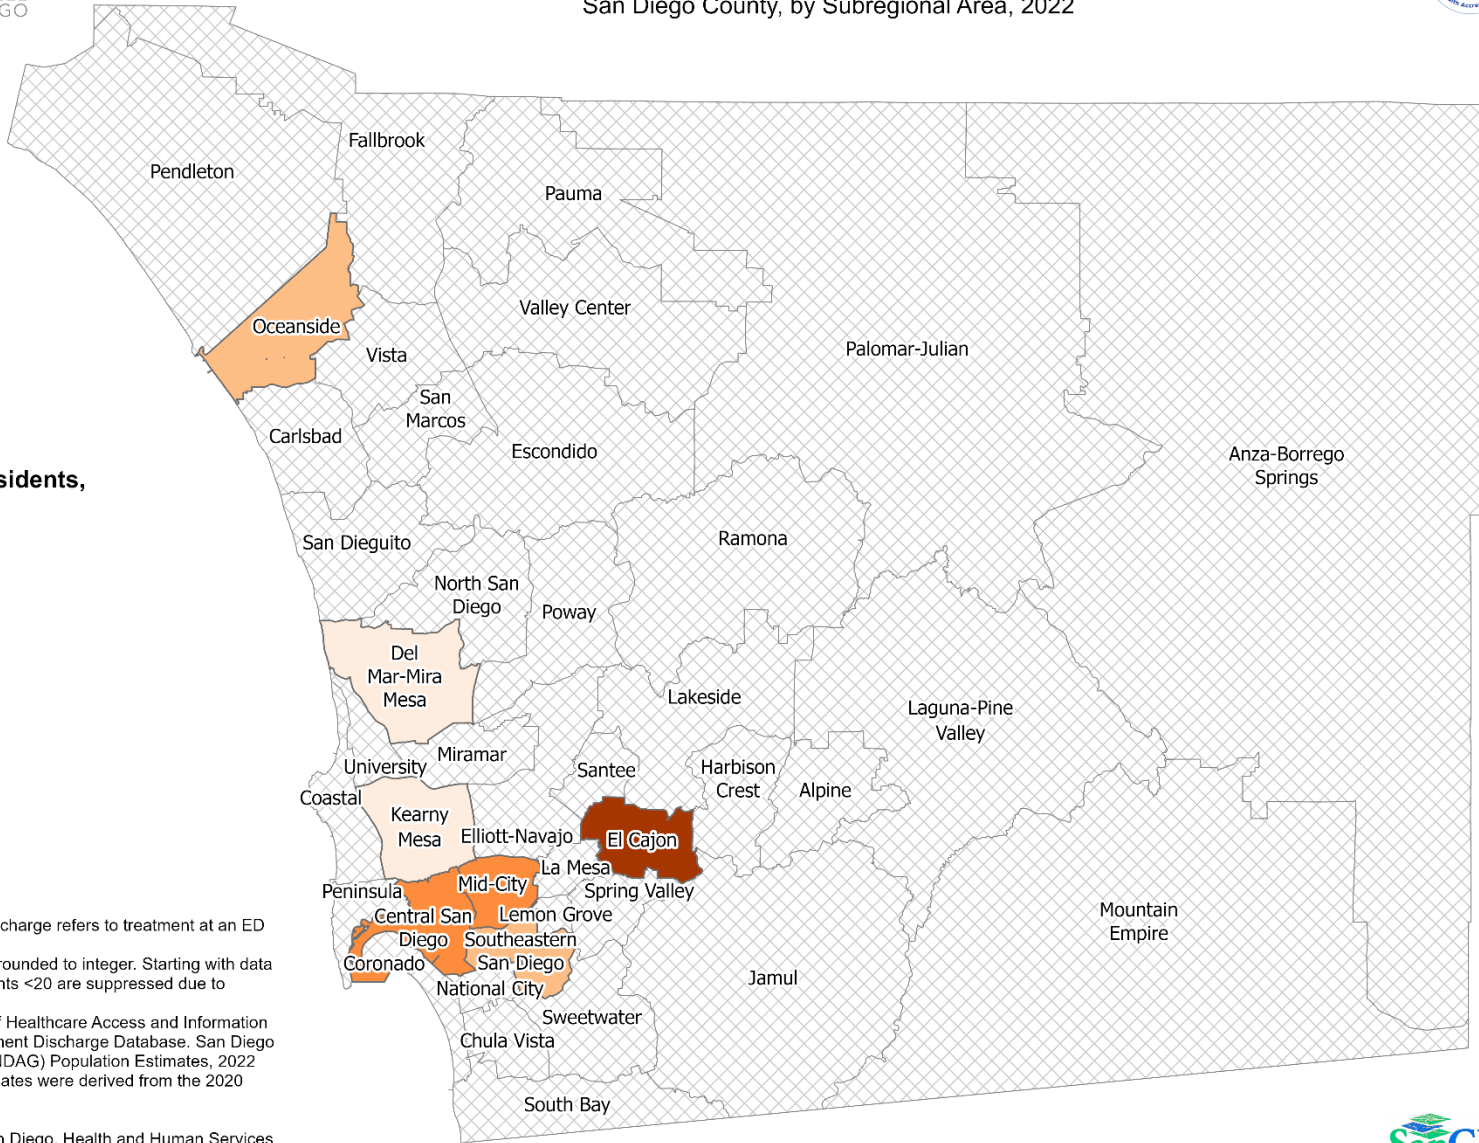 GO
San Diego County, by Subregional Area, 2022
Fallbrook
Pendleton
Pauma
Valley Center
Oceanside
Vista
Palomar-Julian
San
Marcos
Carlsbad
Escondido
Anza-Borrego
Springs
sidents,
San Dieguito
Ramona
North San
Diego
Poway
Del
Mar-Mira
Mesa
Lakeside
Laguna-Pine
Valley
Miramar
University
Santee
Harbison
Crest
Alpine
Coastal
Kearny
Mesa
Elliott-Navajo
El Cajon
La Mesa
Mid-City
Peninsula
Spring Valley
Central San
Diego
Lemon Grove
Mountain
Empire
Southeastern
San Diego
Coronado
National City
Jamul
Sweetwater
Chula Vista
South Bay
charge refers to treatment at an ED
rounded to integer. Starting with data
nts <20 are suppressed due to
f Healthcare Access and Information
ment Discharge Database. San Diego
NDAG) Population Estimates, 2022
ates were derived from the 2020
n Diego, Health and Human Services